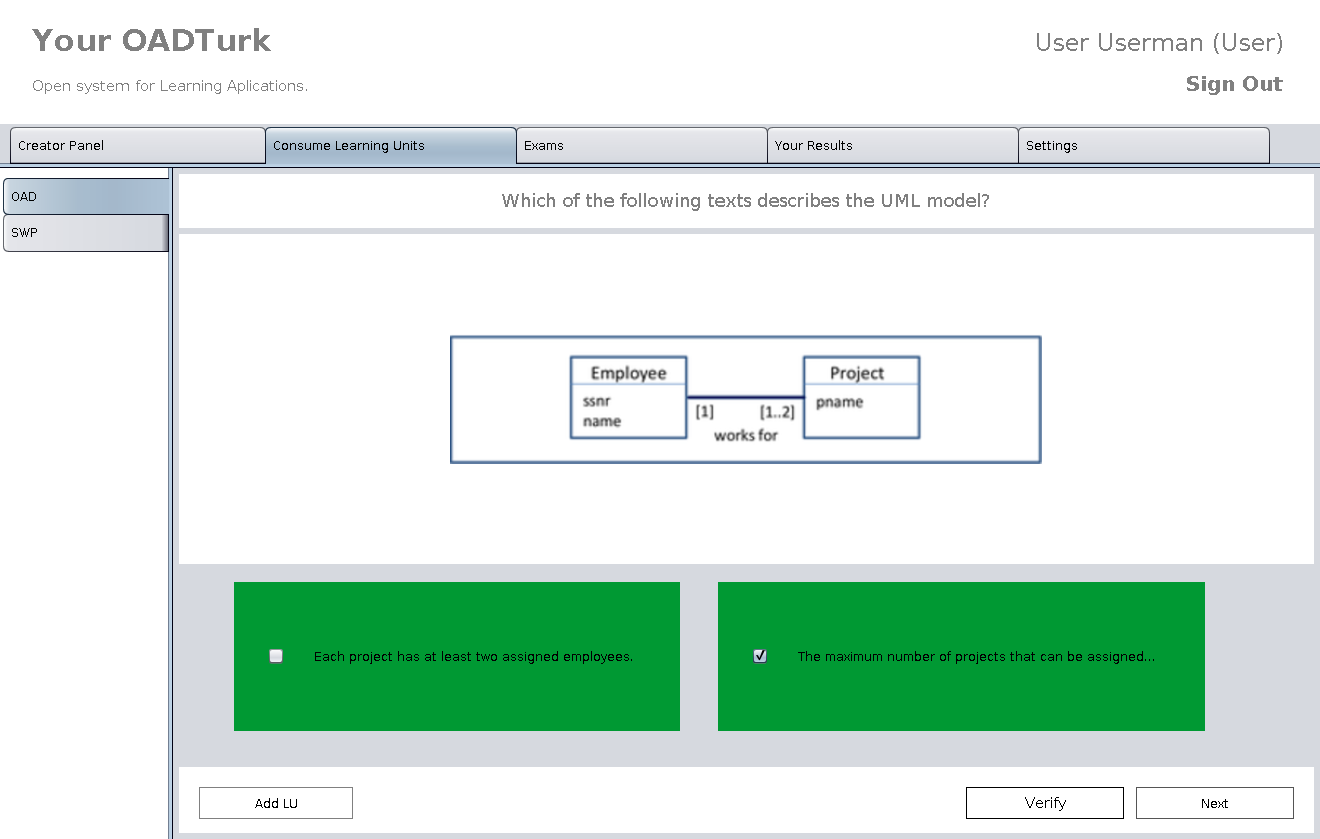 Your OADTurk
User Userman (User)
Open system for Learning Aplications.
Sign Out
Creator Panel
Consume Learning Units
Exams
Your Results
Settings
OAD
SWP
Which of the following texts describes the UML model?
Employee
ssnr
name
[1]
[1..2]
works for
Project
pname
Each project has at least two assigned employees.
The maximum number of projects that can be assigned...
Add LU
Verify
Next